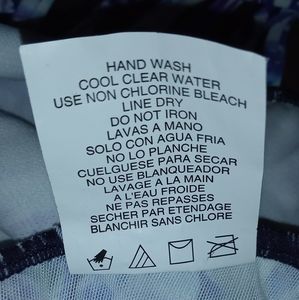 HAND WASH
COOL CLEAR WATER
USE NON CHLORINE BLEACH
LINE DRY
DO NOT IRON
LAVAS A MANO
SOLO CON AGUA FRIA
NO LO PLANCHE
CUELGUESE PARA SECAR
NO USE BLANQUEADOR
LAVAGE A LA MAIN
A L'EAU FROIDE
NE PAS REPASSES
SECHER PAR ETENDAGE
BLANCHIR SANS CHLORE